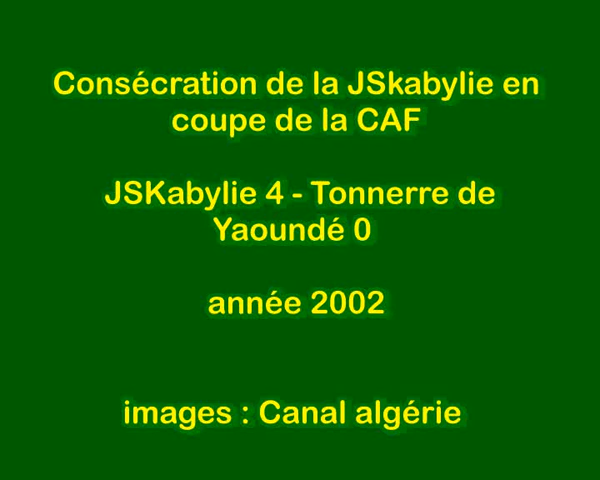 Consécration de la JSkabylie en
coupe de la CAF
JSKabylie 4 - Tonnerre de
Yaoundé 0
année 2002
images : Canal algérie